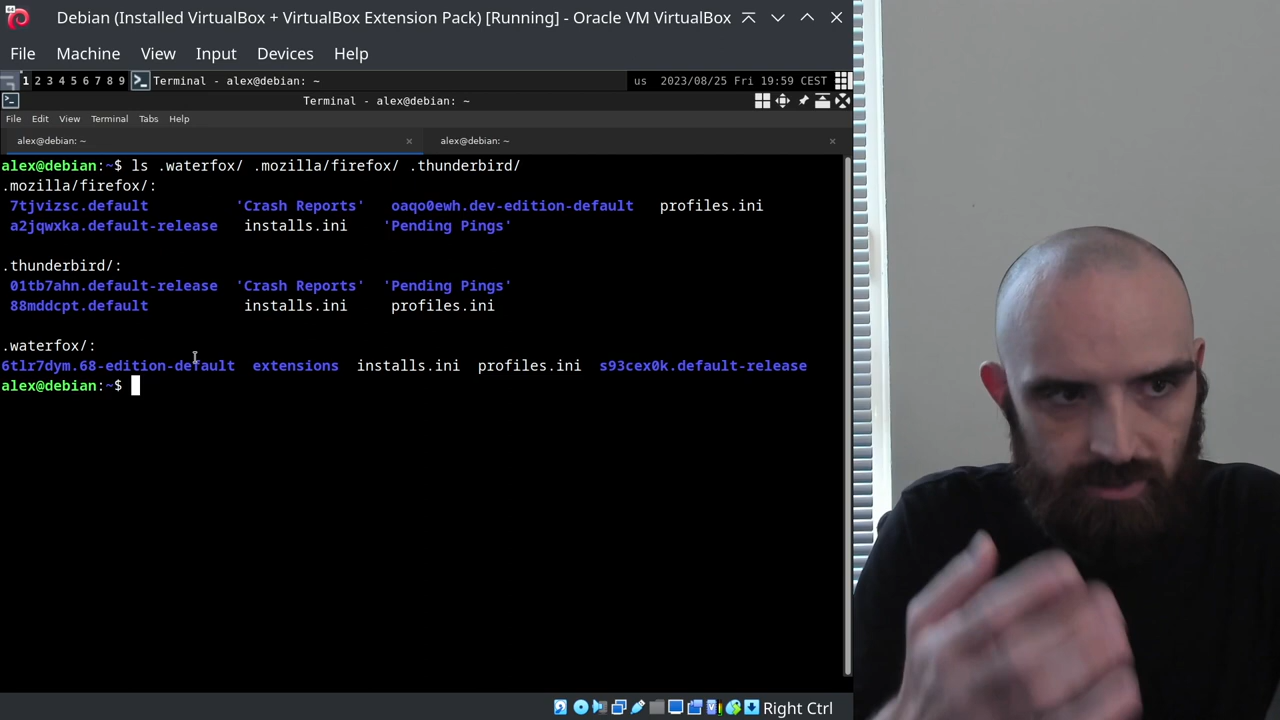 Debian (Installed VirtualBox + VirtualBox Extension Pack) [Running] - Oracle VM VirtualBox
File Machine View Input Devices Help
1 2 3 4 5 6 7 8 9 Terminal - alex@debian: ~ us 2023/08/25 Fri 19:59 CEST
Terminal - alex@debian: ~
File Edit View Terminal Tabs Help
alex@debian: ~ × alex@debian: ~ ×
alex@debian:~$ ls .waterfox/ .mozilla/firefox/ .thunderbird/
.mozilla/firefox/:
7tjvizsc.default 'Crash Reports' oaqo0ewh.dev-edition-default profiles.ini
a2jqwxka.default-release installs.ini 'Pending Pings'
.thunderbird/:
01tb7ahn.default-release 'Crash Reports' 'Pending Pings'
88mddcpt.default installs.ini profiles.ini
.waterfox/:
6tlr7dym.68-edition-default extensions installs.ini profiles.ini s93cex0k.default-release
alex@debian:~$
Right Ctrl